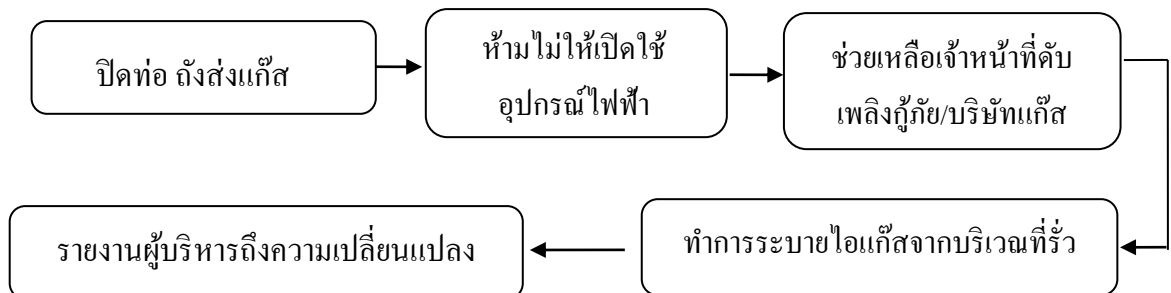 ปิดท่อ ถังส่งแก๊ส
ห้ามไม่ให้เปิดใช้
อุปกรณ์ไฟฟ้า
ช่วยเหลือเจ้าหน้าที่ดับ
เพลิงกู้ภัย/บริษัทแก๊ส
ทำการระบายไอแก๊สจากบริเวณที่รั่ว
รายงานผู้บริหารถึงความเปลี่ยนแปลง